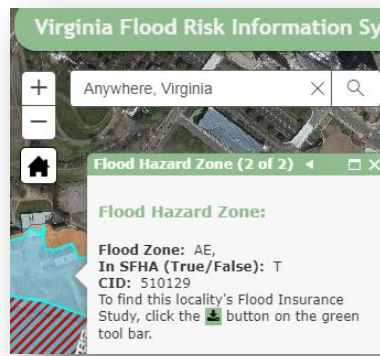 Virginia Flood Risk Information Sy
+
Anywhere, Virginia
−
Flood Hazard Zone (2 of 2)
Flood Hazard Zone:
Flood Zone: AE,
In SFHA (True/False): T
CID: 510129
To find this locality's Flood Insurance
Study, click the button on the green
tool bar.